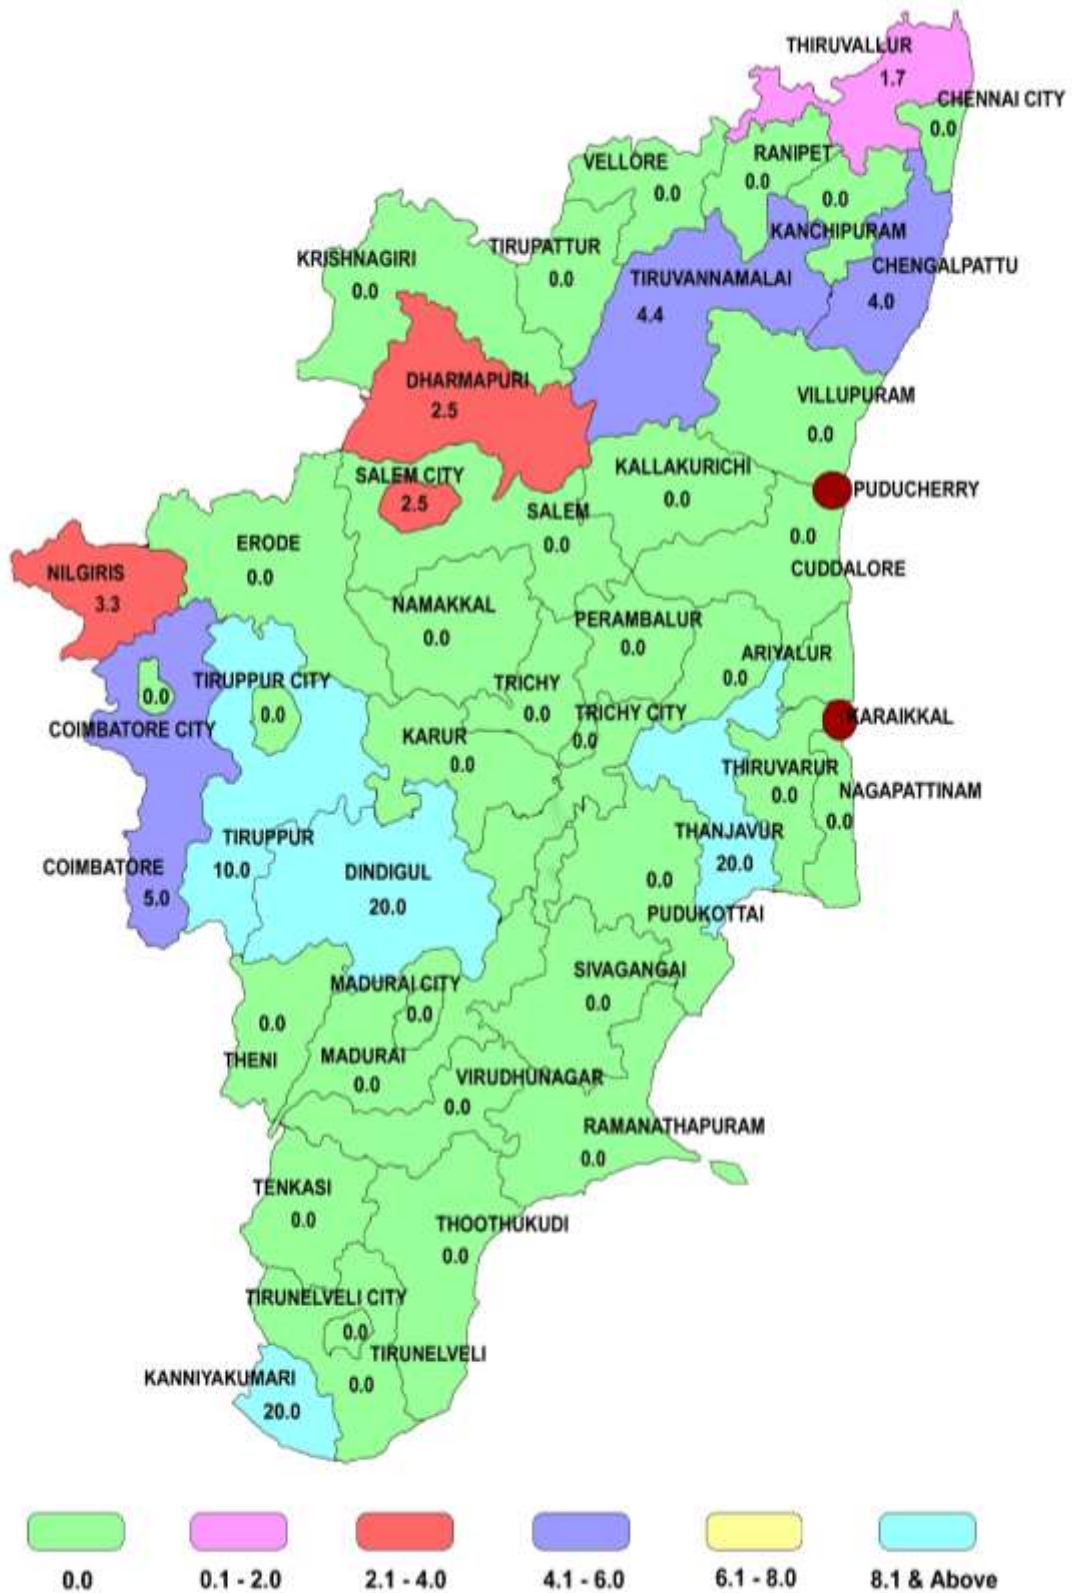 THIRUVALLUR
1.7
CHENNAI CITY
0.0
RANIPET
0.0
VELLORE
0.0
0.0
KANCHIPURAM
TIRUPATTUR
0.0
KRISHNAGIRI
0.0
TIRUVANNAMALAI
4.4
CHENGALPATTU
4.0
DHARMAPURI
2.5
VILLUPURAM
0.0
KALLAKURICHI
0.0
SALEM CITY
2.5
PUDUCHERRY
SALEM
0.0
0.0
CUDDALORE
ERODE
0.0
NILGIRIS
3.3
NAMAKKAL
0.0
PERAMBALUR
0.0
ARIYALUR
0.0
TIRUPPUR CITY
0.0
0.0
COIMBATORE CITY
TRICHY
0.0
TRICHY CITY
0.0
KARAIKKAL
KARUR
0.0
THIRUVARUR
0.0
NAGAPATTINAM
0.0
THANJAVUR
20.0
TIRUPPUR
10.0
COIMBATORE
5.0
DINDIGUL
20.0
0.0
PUDUKOTTAI
SIVAGANGAI
0.0
MADURAI CITY
0.0
0.0
THENI
MADURAI
0.0
VIRUDHUNAGAR
0.0
RAMANATHAPURAM
0.0
TENKASI
0.0
THOOTHUKUDI
0.0
TIRUNELVELI CITY
0.0
TIRUNELVELI
0.0
KANNIYAKUMARI
20.0
0.0
0.1 - 2.0
2.1 - 4.0
4.1 - 6.0
6.1 - 8.0
8.1 & Above